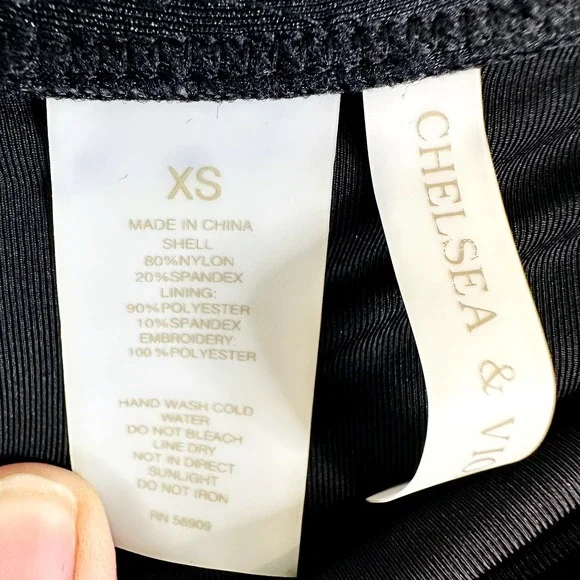 XS
MADE IN CHINA
SHELL
80%NYLON
20%SPANDEX
LINING:
90%POLYESTER
10%SPANDEX
EMBROIDERY:
100%POLYESTER
HAND WASH COLD
WATER
DO NOT BLEACH
LINE DRY
NOT IN DIRECT
SUNLIGHT
DO NOT IRON
RN 56909
CHELSEA &